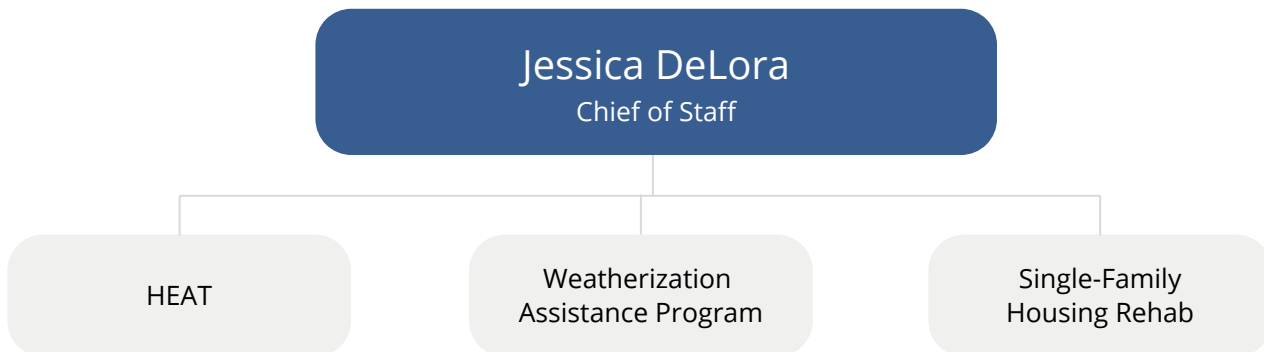 Jessica DeLora
Chief of Staff
HEAT
Weatherization
Assistance Program
Single-Family
Housing Rehab